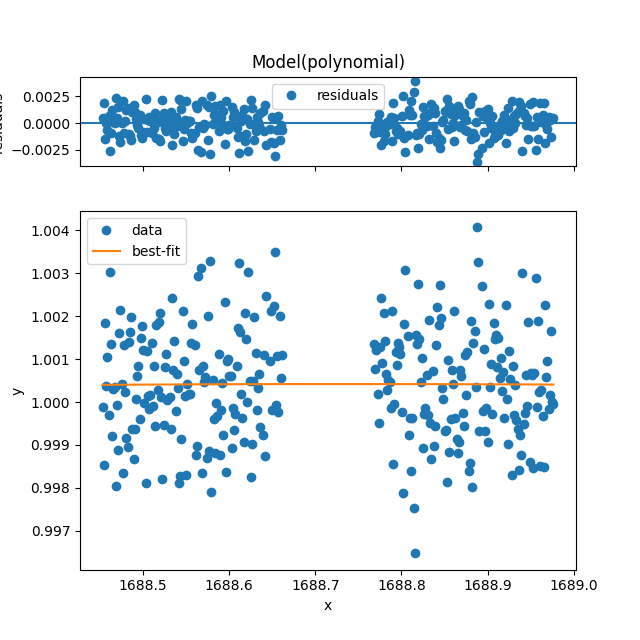 Model(polynomial)
residuals
residuals
0.0025
0.0000
−0.0025
data
best-fit
1.004
1.003
1.002
1.001
1.000
0.999
0.998
0.997
y
1688.5 1688.6 1688.7 1688.8 1688.9 1689.0
x